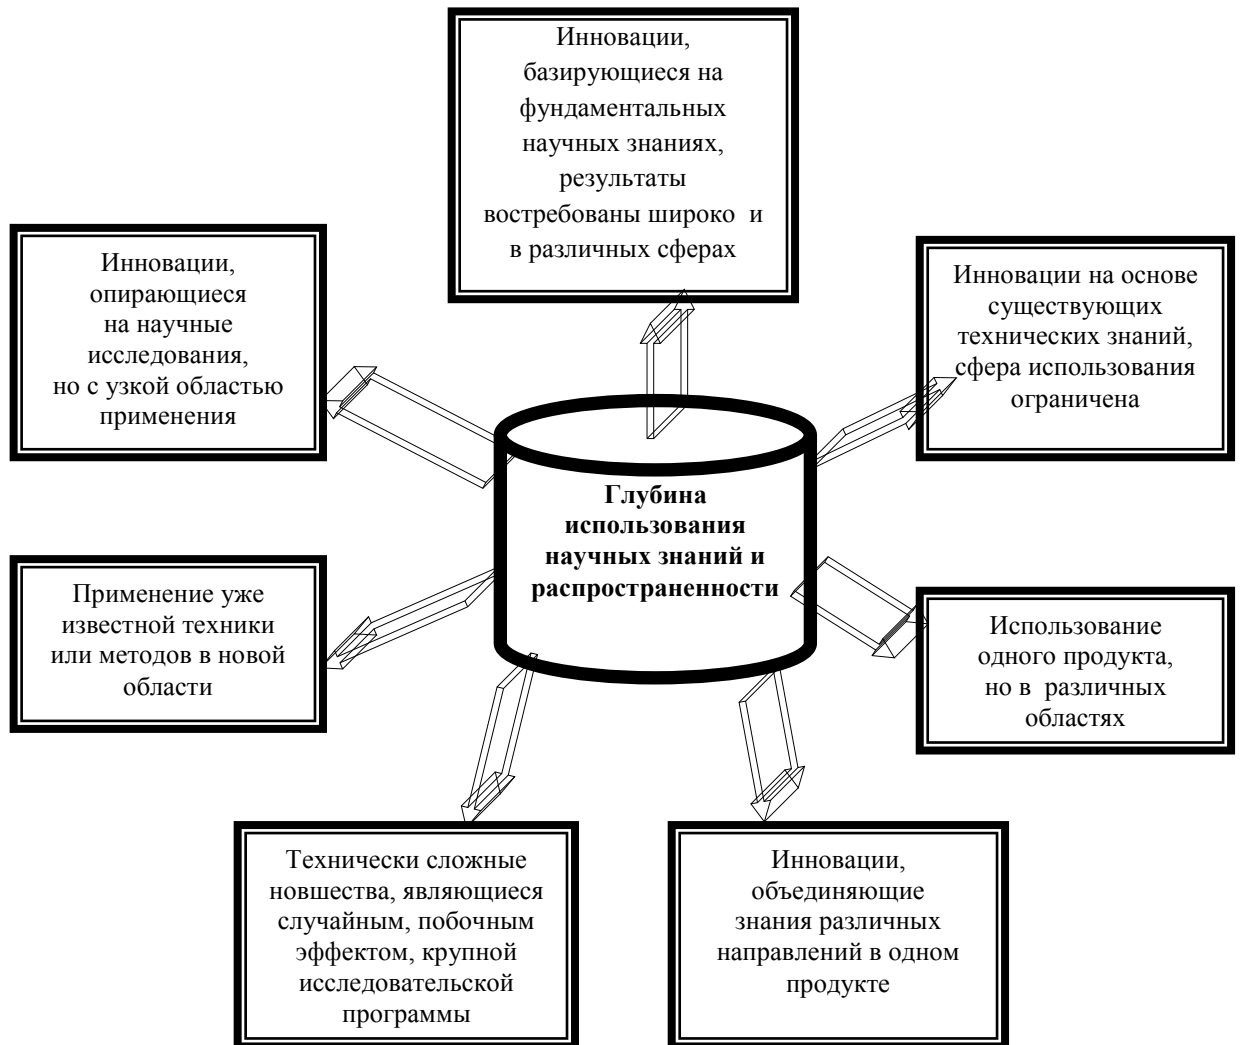 Инновации,
базирующиеся на
фундаментальных
научных знаниях,
результаты
востребованы широко и
в различных сферах
Инновации,
опирающиеся
на научные
исследования,
но с узкой областью
применения
Инновации на основе
существующих
технических знаний,
сфера использования
ограничена
Глубина
использования
научных знаний и
распространенности
Применение уже
известной техники
или методов в новой
области
Использование
одного продукта,
но в различных
областях
Технически сложные
новшества, являющиеся
случайным, побочным
эффектом, крупной
исследовательской
программы
Инновации,
объединяющие
знания различных
направлений в одном
продукте